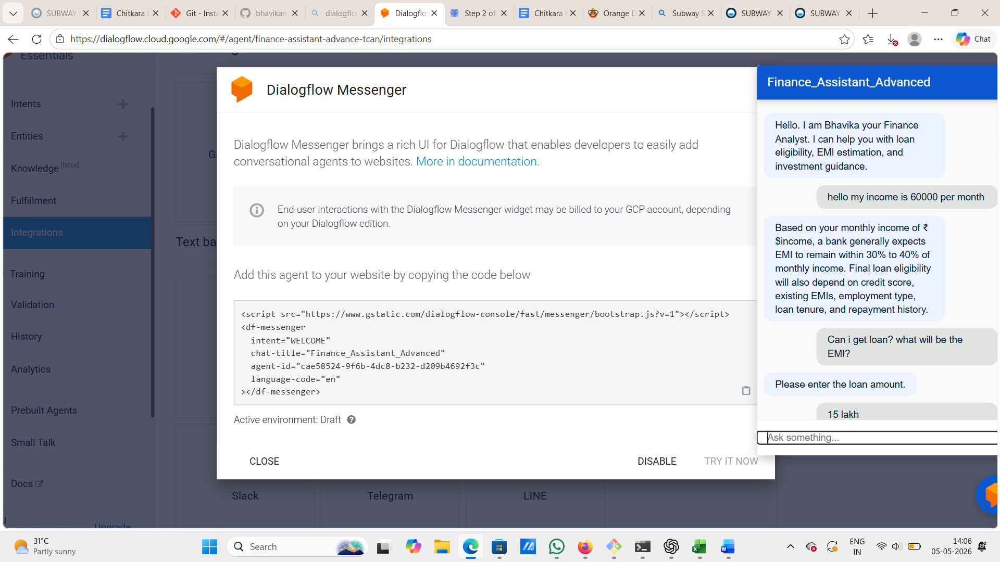 SUBWAY
Chitkara
Git - Insta
bhavikam
dialogflo
Dialogflo
Step 2 of
Chitkara
Orange D
Subway S
SUBWAY
SUBWAY
https://dialogflow.cloud.google.com/#/agent/finance-assistant-advance-tcan/integrations
Chat
Essentials
Intents
Entities
Knowledge [beta]
Fulfillment
Integrations
Training
Validation
History
Analytics
Prebuilt Agents
Small Talk
Docs
Upgrade
Text ba
Slack
Telegram
LINE
Dialogflow Messenger
Dialogflow Messenger brings a rich UI for Dialogflow that enables developers to easily add
conversational agents to websites. More in documentation.
End-user interactions with the Dialogflow Messenger widget may be billed to your GCP account, depending
on your Dialogflow edition.
Add this agent to your website by copying the code below
<script src="https://www.gstatic.com/dialogflow-console/fast/messenger/bootstrap.js?v=1"></script>
<df-messenger
intent="WELCOME"
chat-title="Finance_Assistant_Advanced"
agent-id="cae58524-9f6b-4dc8-b232-d209b4692f3c"
language-code="en"
></df-messenger>
Active environment: Draft
CLOSE
DISABLE
TRY IT NOW
Finance_Assistant_Advanced
Hello. I am Bhavika your Finance
Analyst. I can help you with loan
eligibility, EMI estimation, and
investment guidance.
hello my income is 60000 per month
Based on your monthly income of ₹
$income, a bank generally expects
EMI to remain within 30% to 40% of
monthly income. Final loan eligibility
will also depend on credit score,
existing EMIs, employment type,
loan tenure, and repayment history.
Can i get loan? what will be the
EMI?
Please enter the loan amount.
15 lakh
Ask something...
31°C
Partly sunny
Search
ENG
IN
14:06
05-05-2026